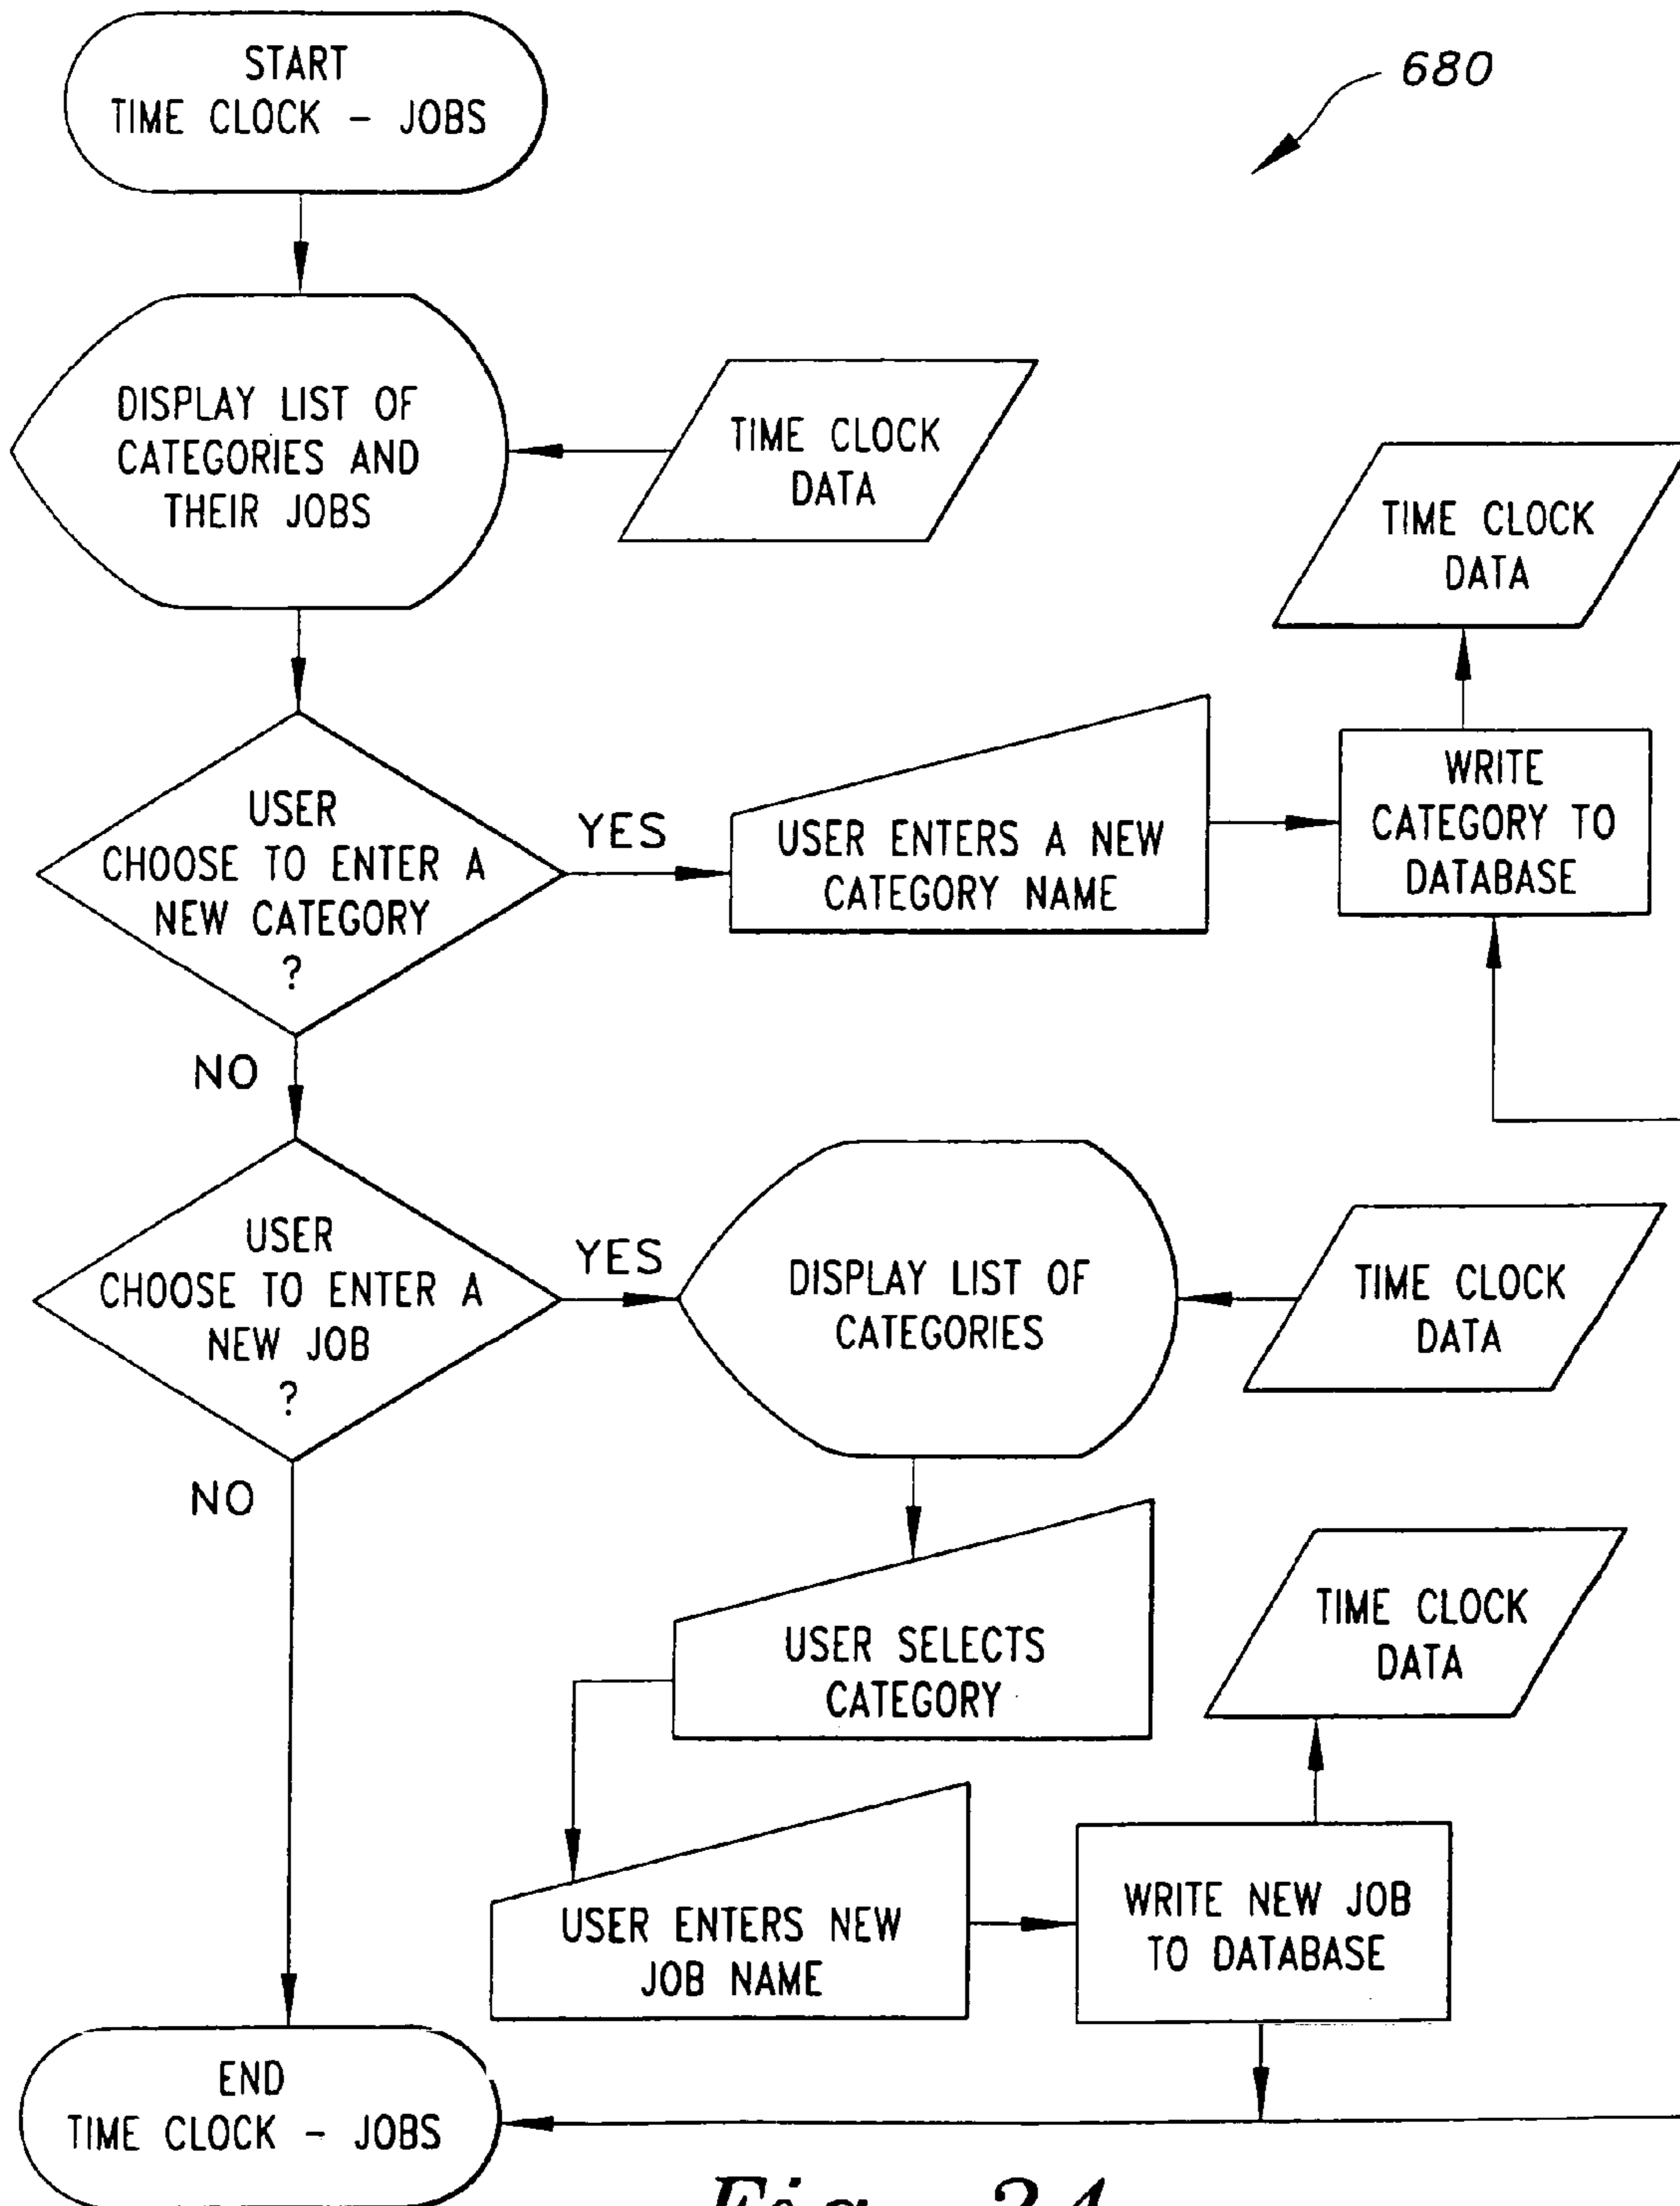 START
TIME CLOCK - JOBS
680
DISPLAY LIST OF
CATEGORIES AND
THEIR JOBS
TIME CLOCK
DATA
TIME CLOCK
DATA
USER
CHOOSE TO ENTER A
NEW CATEGORY
?
YES
USER ENTERS A NEW
CATEGORY NAME
WRITE
CATEGORY TO
DATABASE
NO
USER
CHOOSE TO ENTER A
NEW JOB
?
YES
DISPLAY LIST OF
CATEGORIES
TIME CLOCK
DATA
NO
USER SELECTS
CATEGORY
TIME CLOCK
DATA
USER ENTERS NEW
JOB NAME
WRITE NEW JOB
TO DATABASE
END
TIME CLOCK - JOBS
Fig. 24